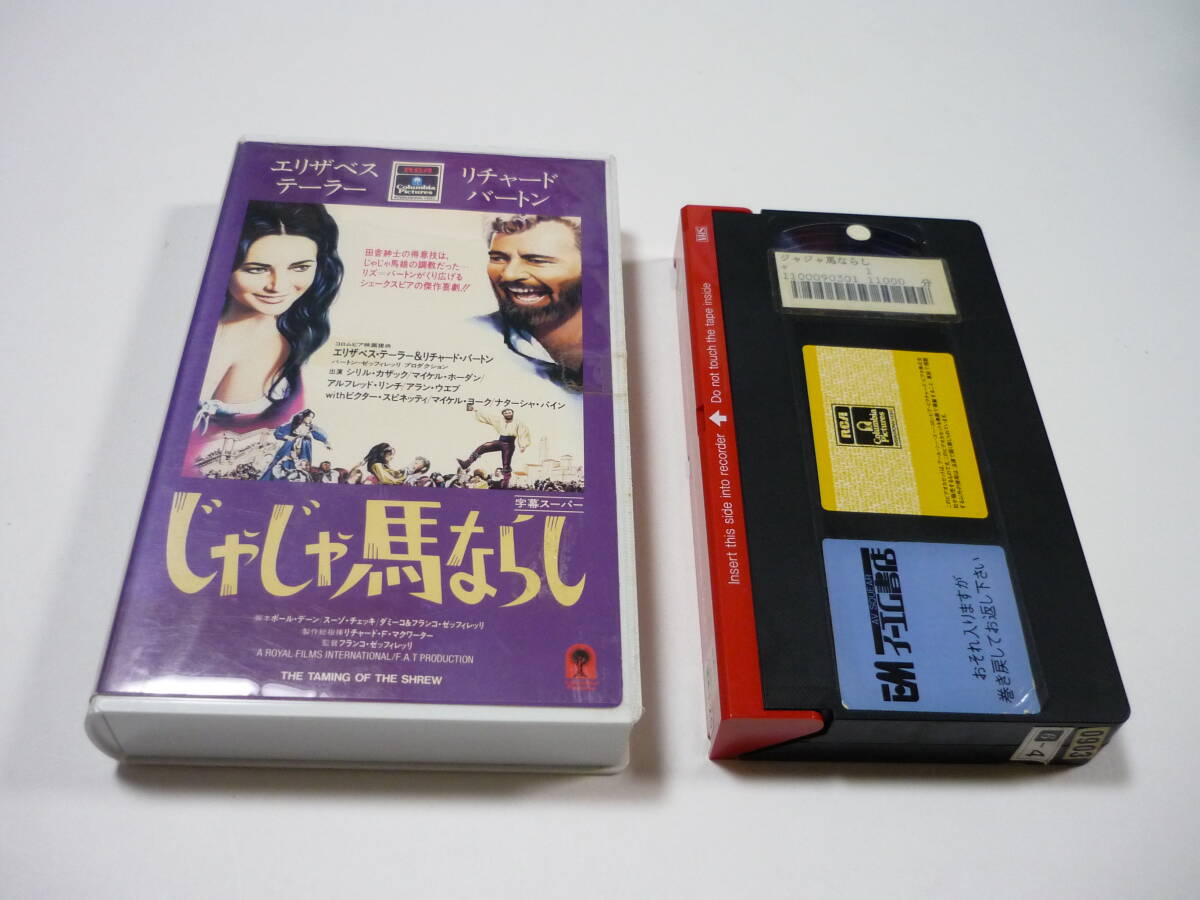 エリザベス
テーラー
RCA
Columbia
Pictures
リチャード
バートン
田舎紳士の得意技は、
じゃじゃ馬娘の調教だった…
リズ＝バートンがくり広げる
シェークスピアの傑作喜劇!!
コロムビア映画提供
エリザベス・テーラー&リチャード・バートン
バートン＝ゼッフィレッリ プロダクション
出演 シリル・カザック/マイケル・ホーダン/
アルフレッド・リンチ/アラン・ウエブ
withビクター・スピネッティ/マイケル・ヨーク/ナターシャ・パイン
字幕スーパー
じゃじゃ馬ならし
脚本ポール・デーン/スーゾ・チェッキ/ダミーコ&フランコ・ゼッフィレッリ
製作総指揮リチャード・F・マクワーター
監督フランコ・ゼッフィレッリ
A ROYAL FILMS INTERNATIONAL/F.A T PRODUCTION
THE TAMING OF THE SHREW
VHS
Insert this side into recorder Do not touch the tape inside
ジャジャ馬ならし
1
1100090301 11000 分
RCA
Columbia
Pictures
おそれ入りますが
巻き戻してお返し下さい
0903